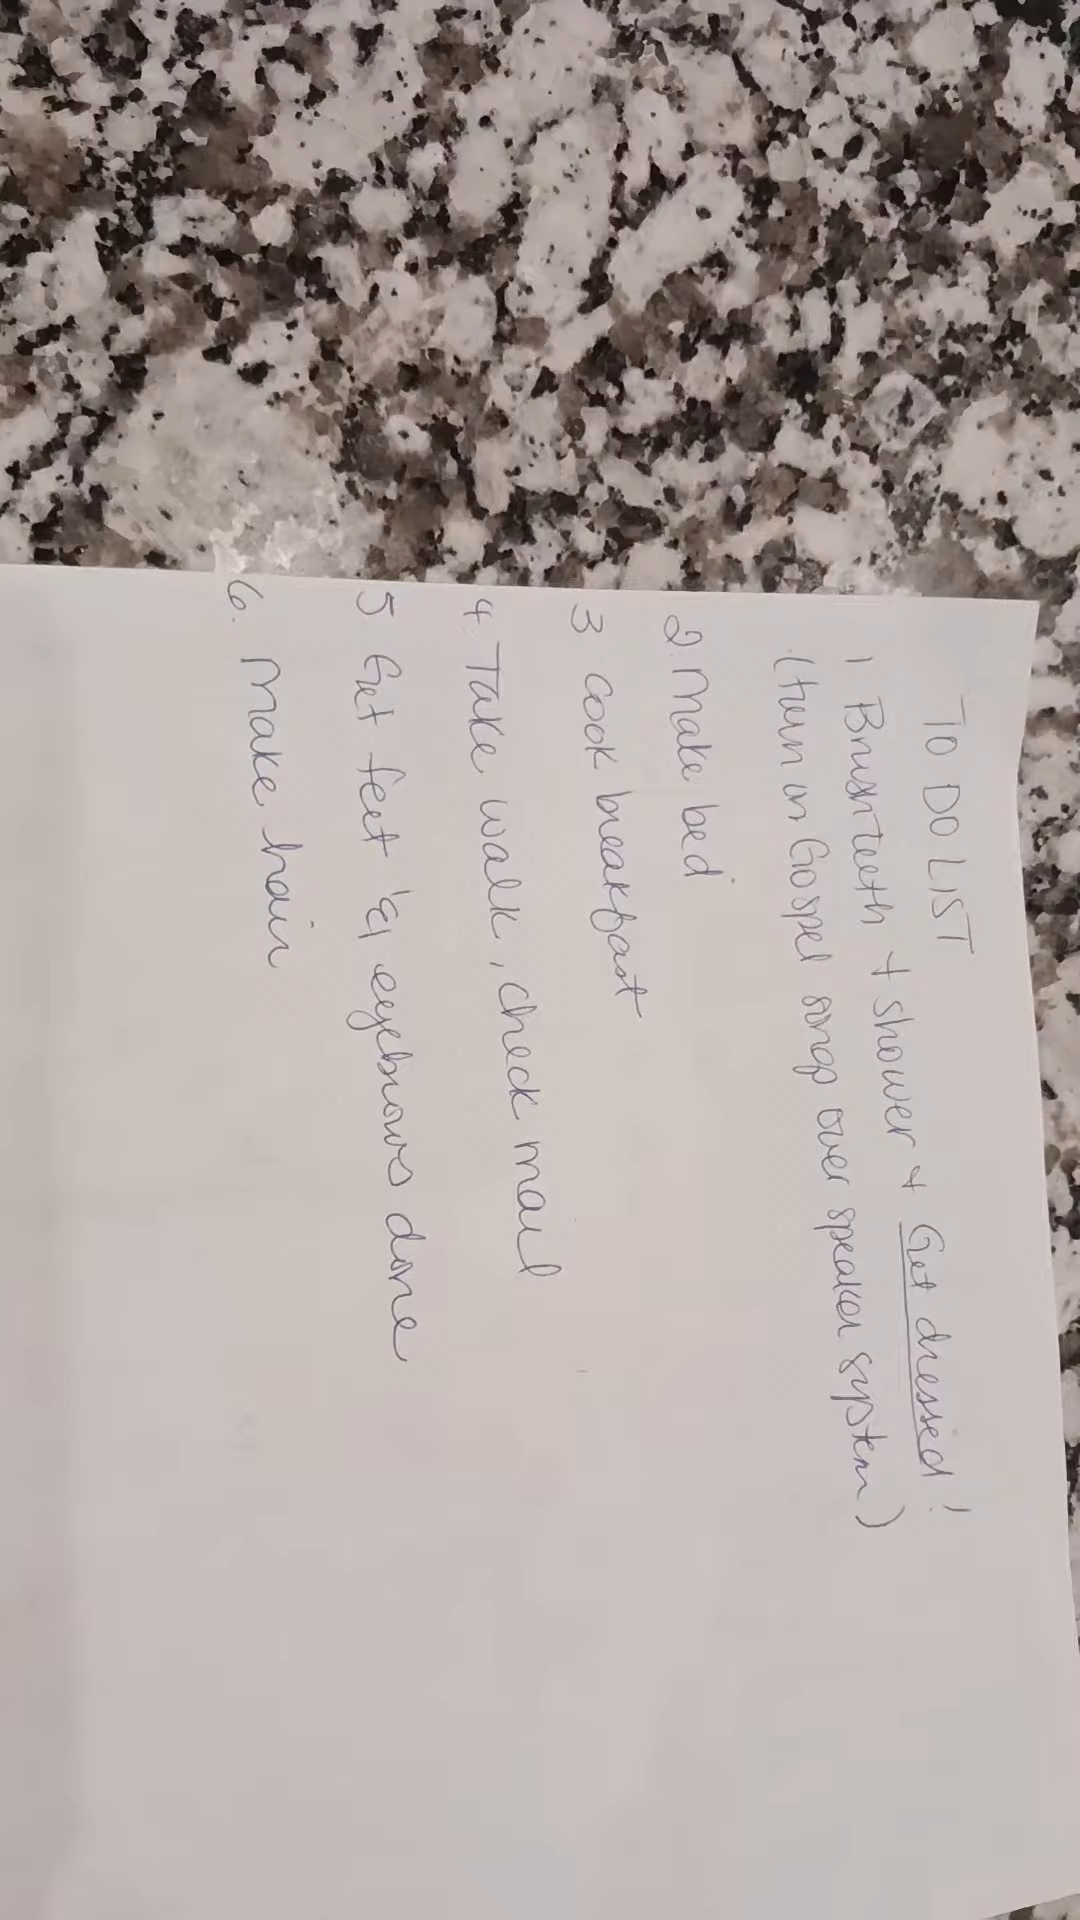 TO DO LIST
1 Brush Teeth + shower + Get dressed!
(turn on Gospel songs over speaker system)
2. Make bed
3 cook breakfast
4. Take walk, check mail
5 Get feet & eyebrows done
6. Make hair